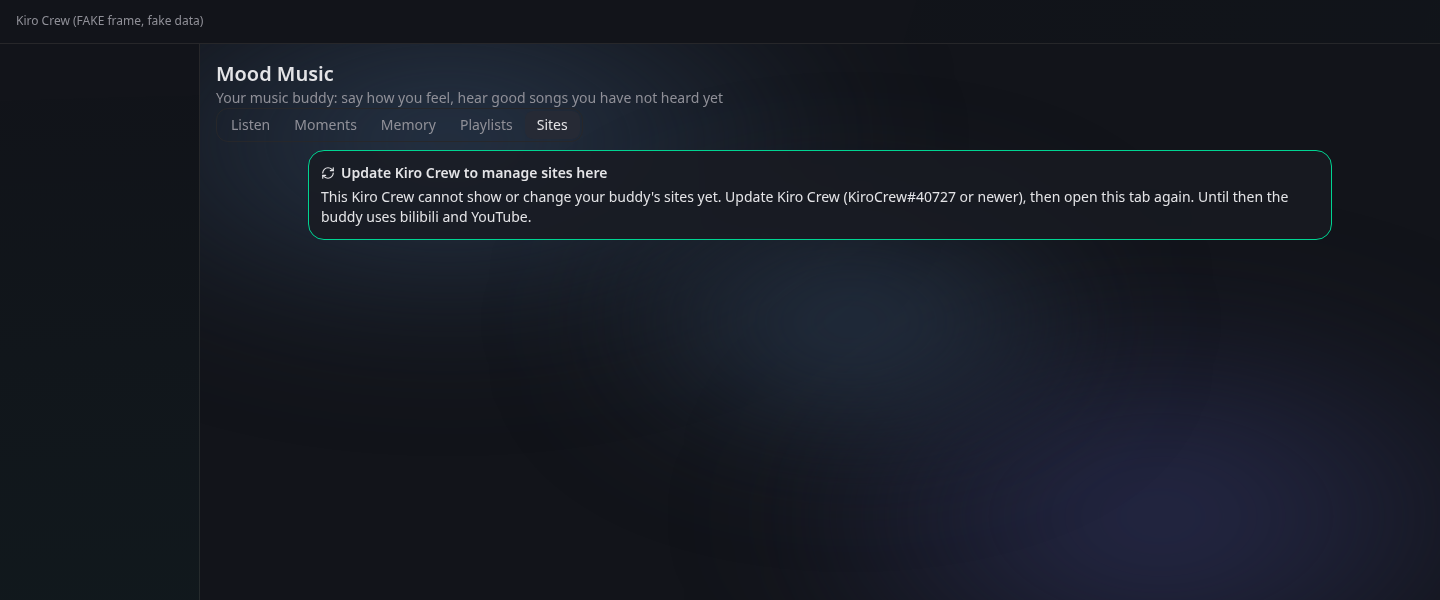 Kiro Crew (FAKE frame, fake data)
Mood Music
Your music buddy: say how you feel, hear good songs you have not heard yet
Listen Moments Memory Playlists Sites
Update Kiro Crew to manage sites here
This Kiro Crew cannot show or change your buddy's sites yet. Update Kiro Crew (KiroCrew#40727 or newer), then open this tab again. Until then the
buddy uses bilibili and YouTube.